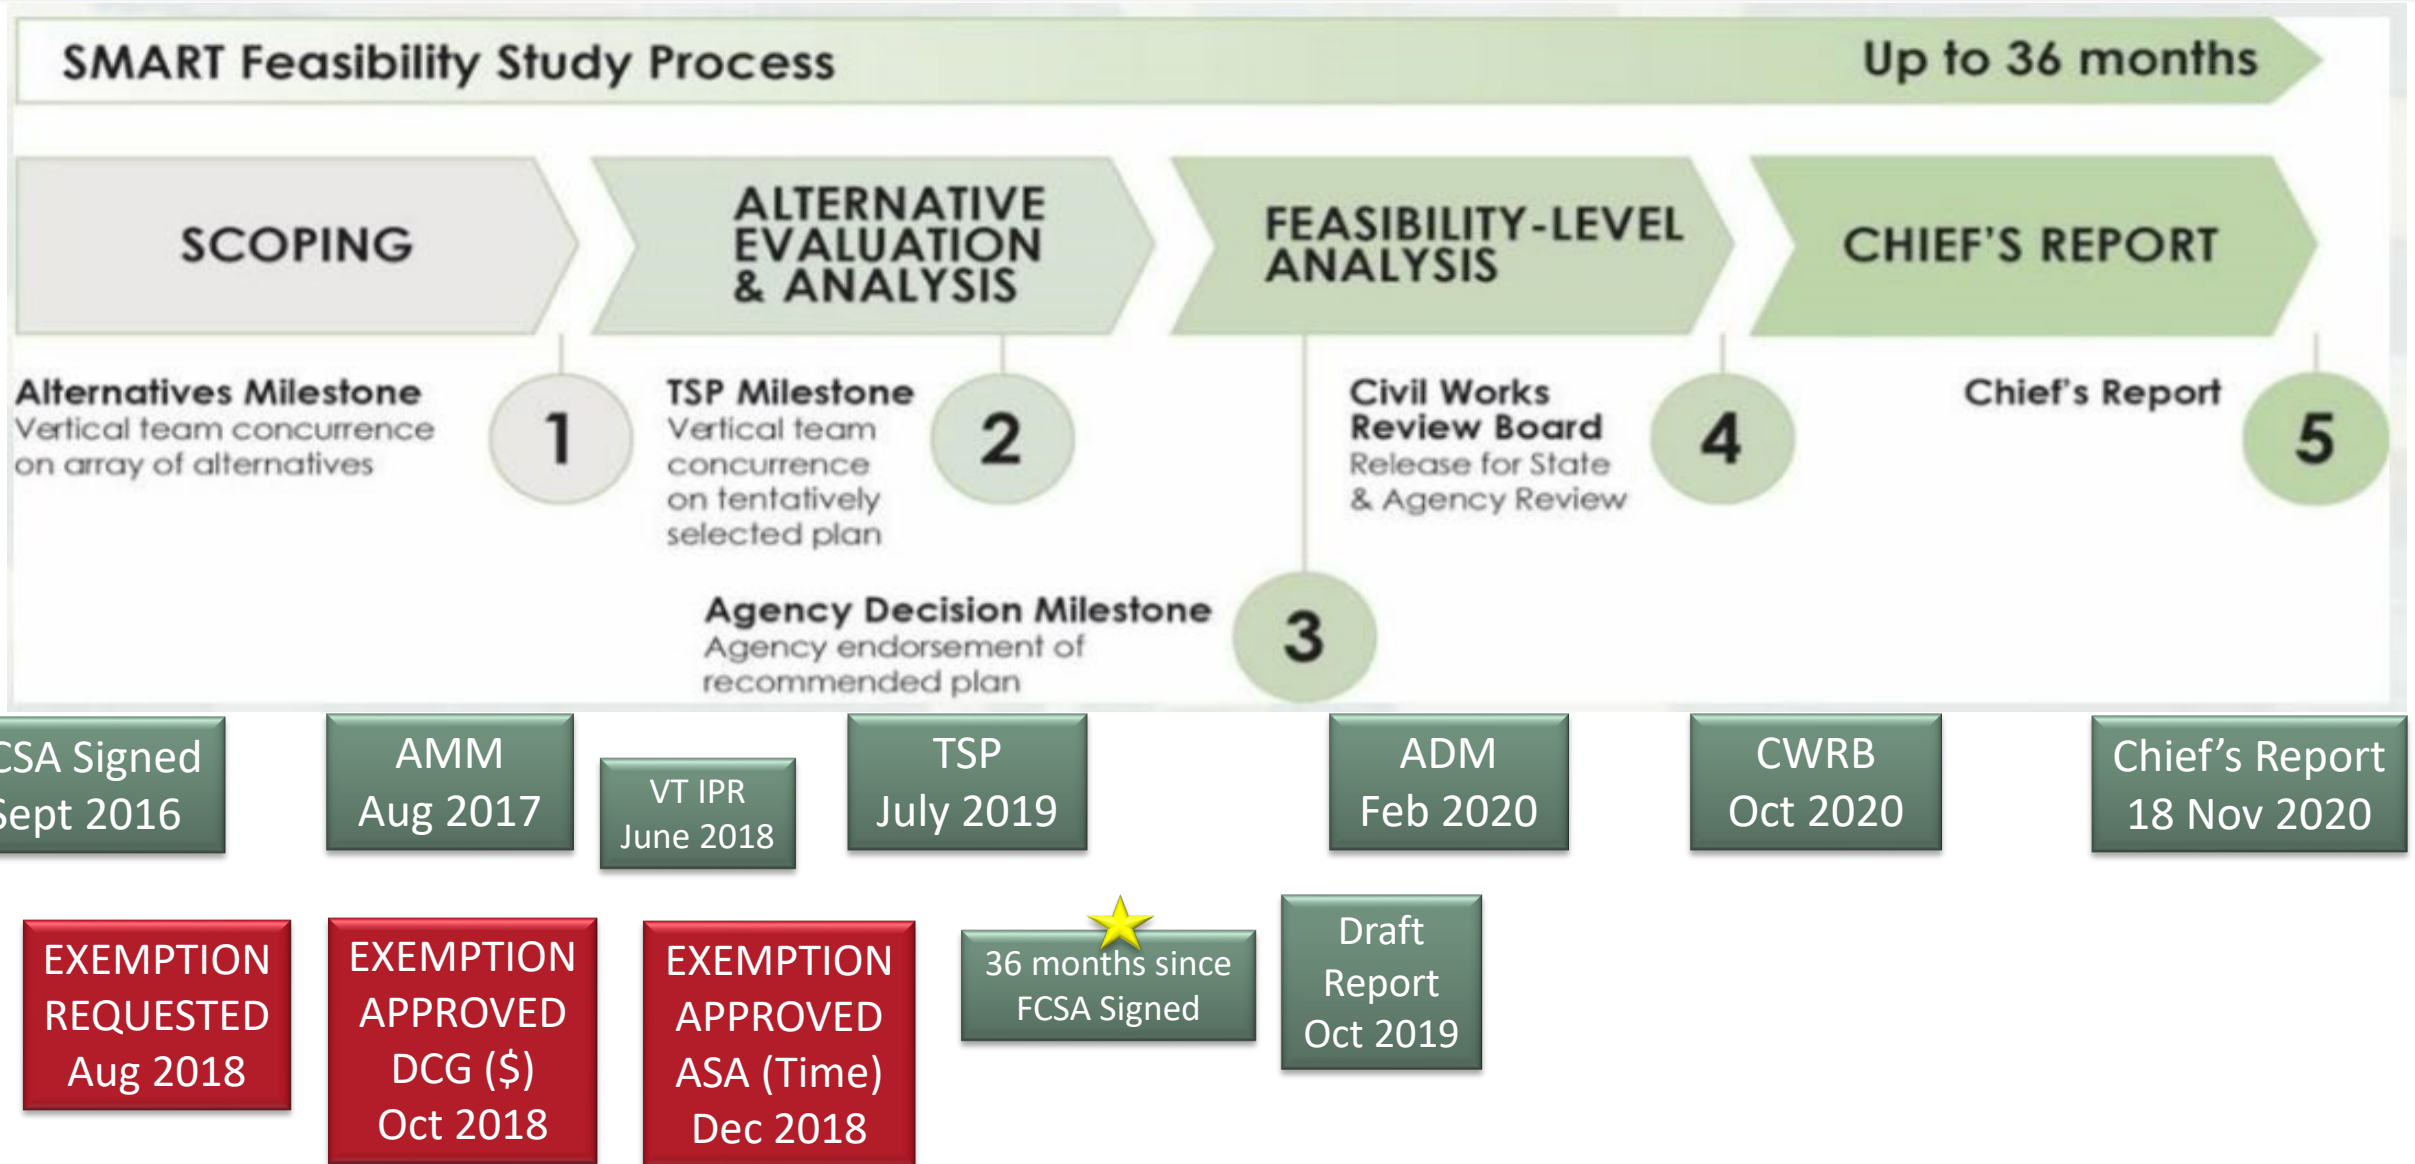 SMART Feasibility Study Process
Up to 36 months
SCOPING
ALTERNATIVE
EVALUATION
& ANALYSIS
FEASIBILITY-LEVEL
ANALYSIS
CHIEF'S REPORT
Alternatives Milestone
Vertical team concurrence
on array of alternatives
1
TSP Milestone
Vertical team
concurrence
on tentatively
selected plan
2
Agency Decision Milestone
Agency endorsement of
recommended plan
3
Civil Works
Review Board
Release for State
& Agency Review
4
Chief's Report
5
CSA Signed
Sept 2016
AMM
Aug 2017
VT IPR
June 2018
TSP
July 2019
ADM
Feb 2020
CWRB
Oct 2020
Chief’s Report
18 Nov 2020
EXEMPTION
REQUESTED
Aug 2018
EXEMPTION
APPROVED
DCG ($)
Oct 2018
EXEMPTION
APPROVED
ASA (Time)
Dec 2018
36 months since
FCSA Signed
Draft
Report
Oct 2019